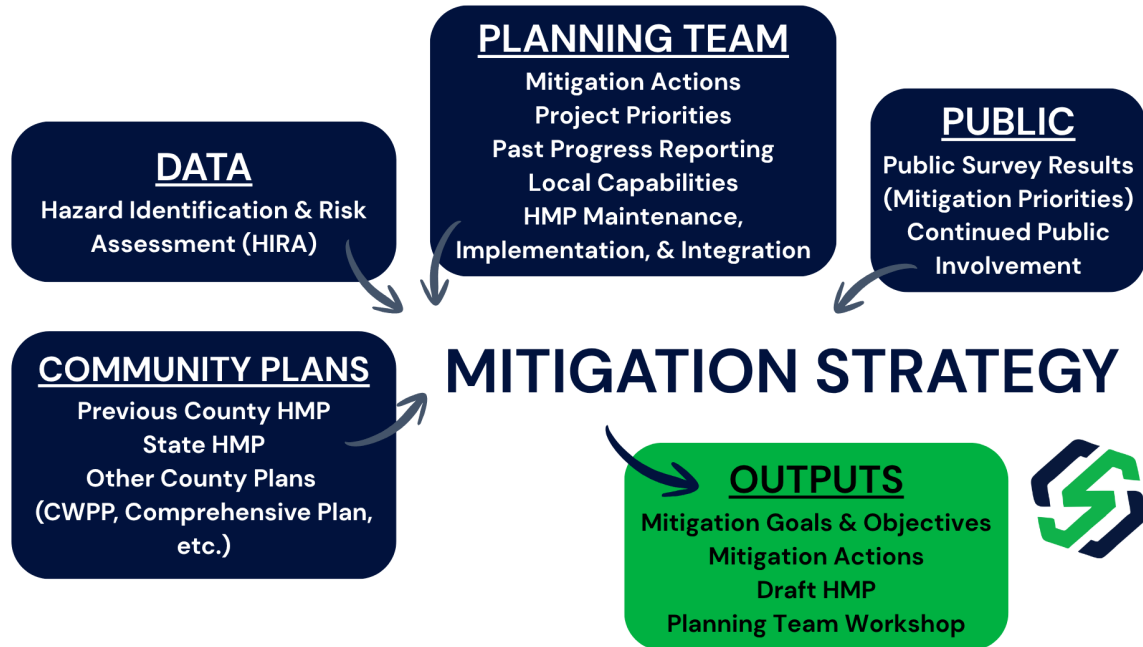 PLANNING TEAM
Mitigation Actions
Project Priorities
Past Progress Reporting
Local Capabilities
HMP Maintenance,
Implementation, & Integration
DATA
Hazard Identification & Risk
Assessment (HIRA)
PUBLIC
Public Survey Results
(Mitigation Priorities)
Continued Public
Involvement
COMMUNITY PLANS
Previous County HMP
State HMP
Other County Plans
(CWPP, Comprehensive Plan,
etc.)
MITIGATION STRATEGY
OUTPUTS
Mitigation Goals & Objectives
Mitigation Actions
Draft HMP
Planning Team Workshop